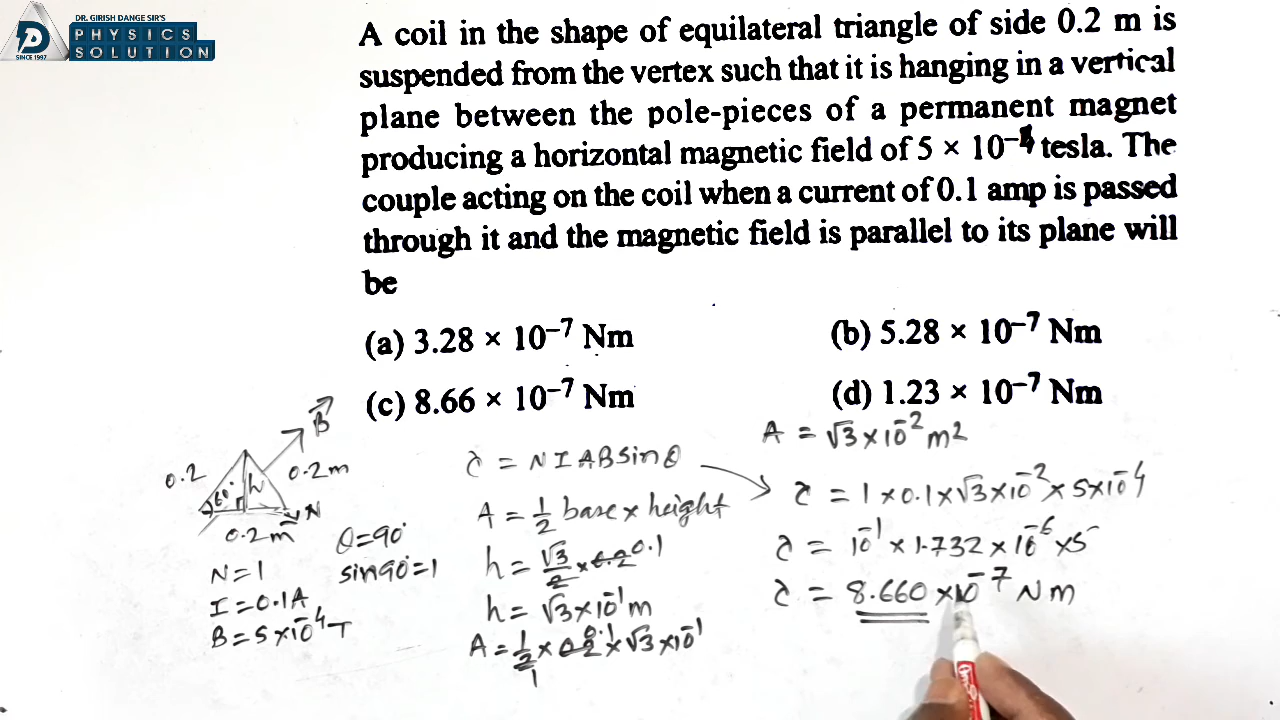 DR. GIRISH DANGE SIR'S
PHYSICS
SOLUTION
SINCE 1997
A coil in the shape of equilateral triangle of side 0.2 m is
suspended from the vertex such that it is hanging in a vertical
plane between the pole-pieces of a permanent magnet
producing a horizontal magnetic field of 5 × 10⁻⁴ tesla. The
couple acting on the coil when a current of 0.1 amp is passed
through it and the magnetic field is parallel to its plane will
be
(a) 3.28 × 10⁻⁷ Nm
(b) 5.28 × 10⁻⁷ Nm
(c) 8.66 × 10⁻⁷ Nm
(d) 1.23 × 10⁻⁷ Nm
B
0.2
0.2m
60°
h
N
0.2m
θ=90°
sin90°=1
N=1
I=0.1A
B=5×10⁻⁴T
τ = NIABsinθ
A = 1/2 base × height
h = √3/2 × 0.2 0.1
h = √3×10⁻¹m
A = 1/2 × 0.2 0.1 × √3×10⁻¹
1
A = √3×10⁻² m²
τ = 1×0.1×√3×10⁻²×5×10⁻⁴
τ = 10⁻¹×1.732×10⁻⁶×5
τ = 8.660×10⁻⁷ Nm